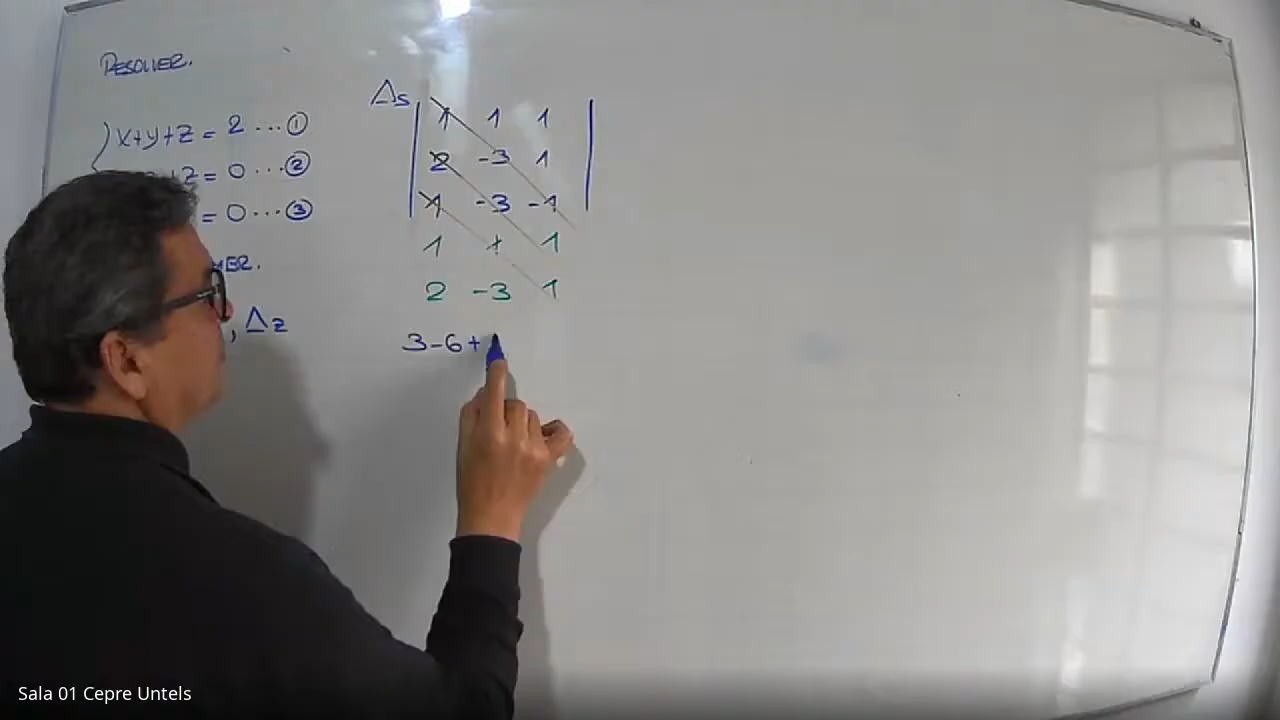 RESOLVER.
x+y+z = 2 ... ①
+z = 0 ... ②
= 0 ... ③
MER.
, Δz
Δs
1 1 1
2 -3 1
1 -3 -1
1 1 1
2 -3 1
3-6+
Sala 01 Cepre Untels